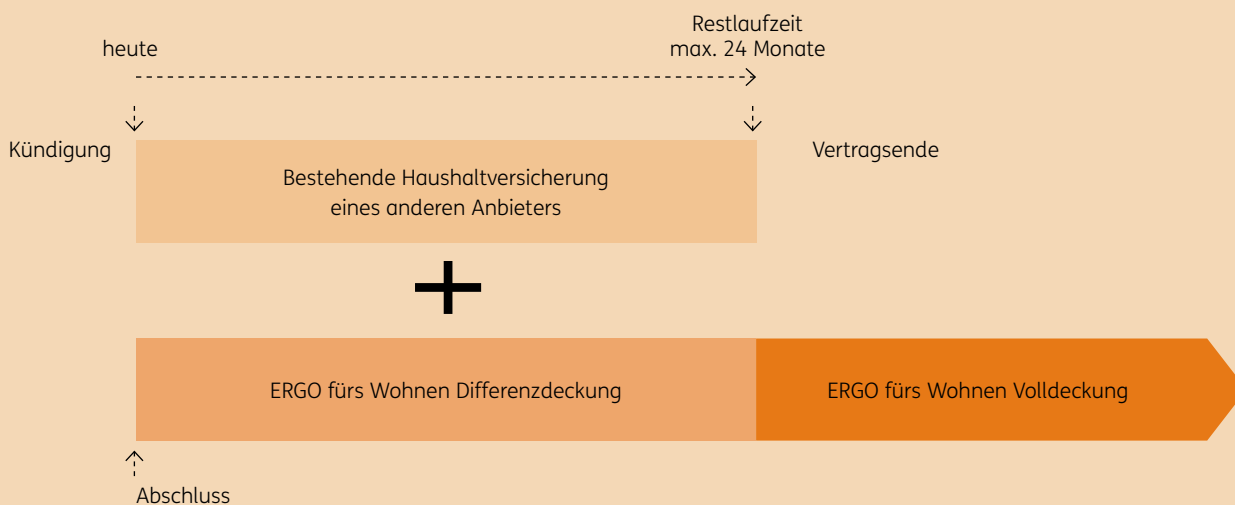 Restlaufzeit
heute
max. 24 Monate
Kündigung
Vertragsende
Bestehende Haushaltversicherung
eines anderen Anbieters
+
ERGO fürs Wohnen Differenzdeckung
ERGO fürs Wohnen Volldeckung
Abschluss